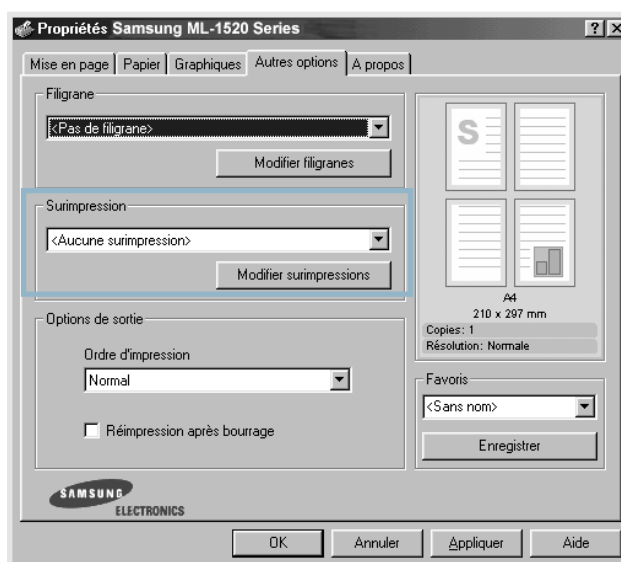 Propriétés Samsung ML-1520 Series
Mise en page Papier Graphiques Autres options A propos
Filigrane
<Pas de filigrane>
Modifier filigranes
Surimpression
<Aucune surimpression>
Modifier surimpressions
Options de sortie
Ordre d'impression
Normal
Réimpression après bourrage
S
A4
210 x 297 mm
Copies: 1
Résolution: Normale
Favoris
<Sans nom>
Enregistrer
SAMSUNG
ELECTRONICS
OK Annuler Appliquer Aide